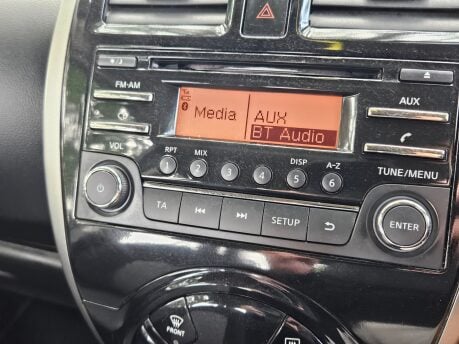 FM·AM
Media
AUX
BT Audio
AUX
VOL
RPT
MIX
DISP
A-Z
1
2
3
4
5
6
TUNE/MENU
TA
SETUP
ENTER
FRONT